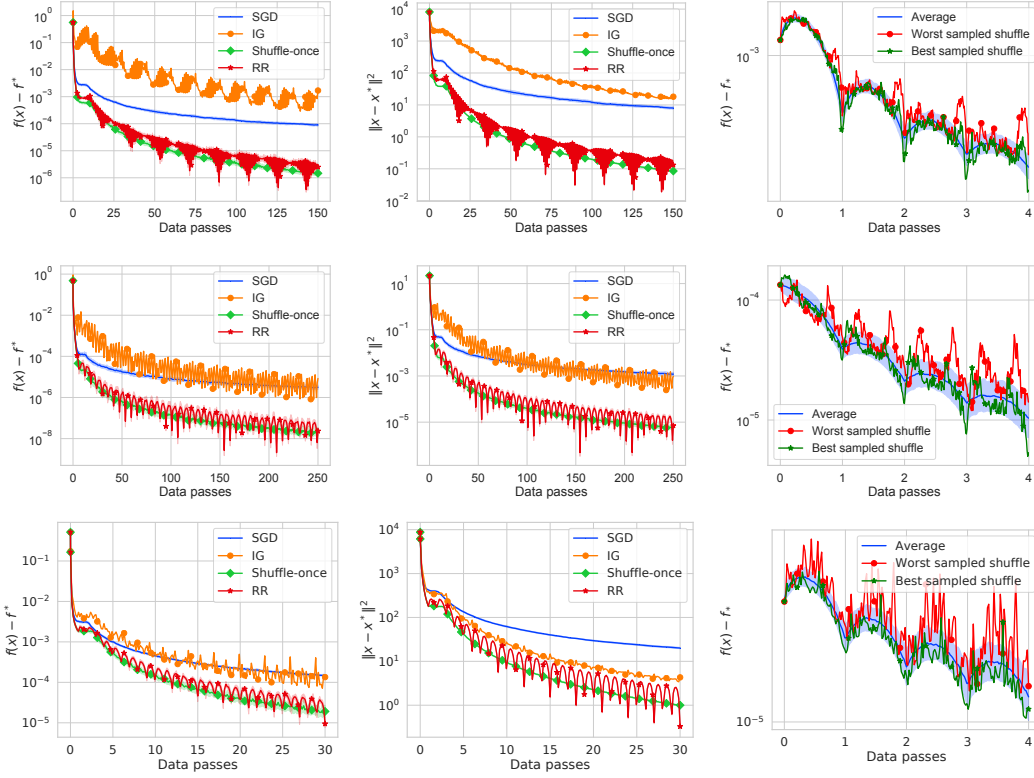 f(x) − f*
10⁰
10⁻¹
10⁻²
10⁻³
10⁻⁴
10⁻⁵
10⁻⁶
SGD
IG
Shuffle-once
RR
0 25 50 75 100 125 150
Data passes
‖x − x*‖²
10⁴
10³
10²
10¹
10⁰
10⁻¹
10⁻²
SGD
IG
Shuffle-once
RR
0 25 50 75 100 125 150
Data passes
f(x) − f⁎
10⁻³
Average
Worst sampled shuffle
Best sampled shuffle
0 1 2 3 4
Data passes
f(x) − f*
10⁰
10⁻²
10⁻⁴
10⁻⁶
10⁻⁸
SGD
IG
Shuffle-once
RR
0 50 100 150 200 250
Data passes
‖x − x*‖²
10¹
10⁻¹
10⁻³
10⁻⁵
SGD
IG
Shuffle-once
RR
0 50 100 150 200 250
Data passes
f(x) − f⁎
10⁻⁴
10⁻⁵
Average
Worst sampled shuffle
Best sampled shuffle
0 1 2 3 4
Data passes
f(x) − f*
10⁻¹
10⁻²
10⁻³
10⁻⁴
10⁻⁵
SGD
IG
Shuffle-once
RR
0 5 10 15 20 25 30
Data passes
‖x − x*‖²
10⁴
10³
10²
10¹
10⁰
SGD
IG
Shuffle-once
RR
0 5 10 15 20 25 30
Data passes
f(x) − f⁎
10⁻⁵
Average
Worst sampled shuffle
Best sampled shuffle
0 1 2 3 4
Data passes